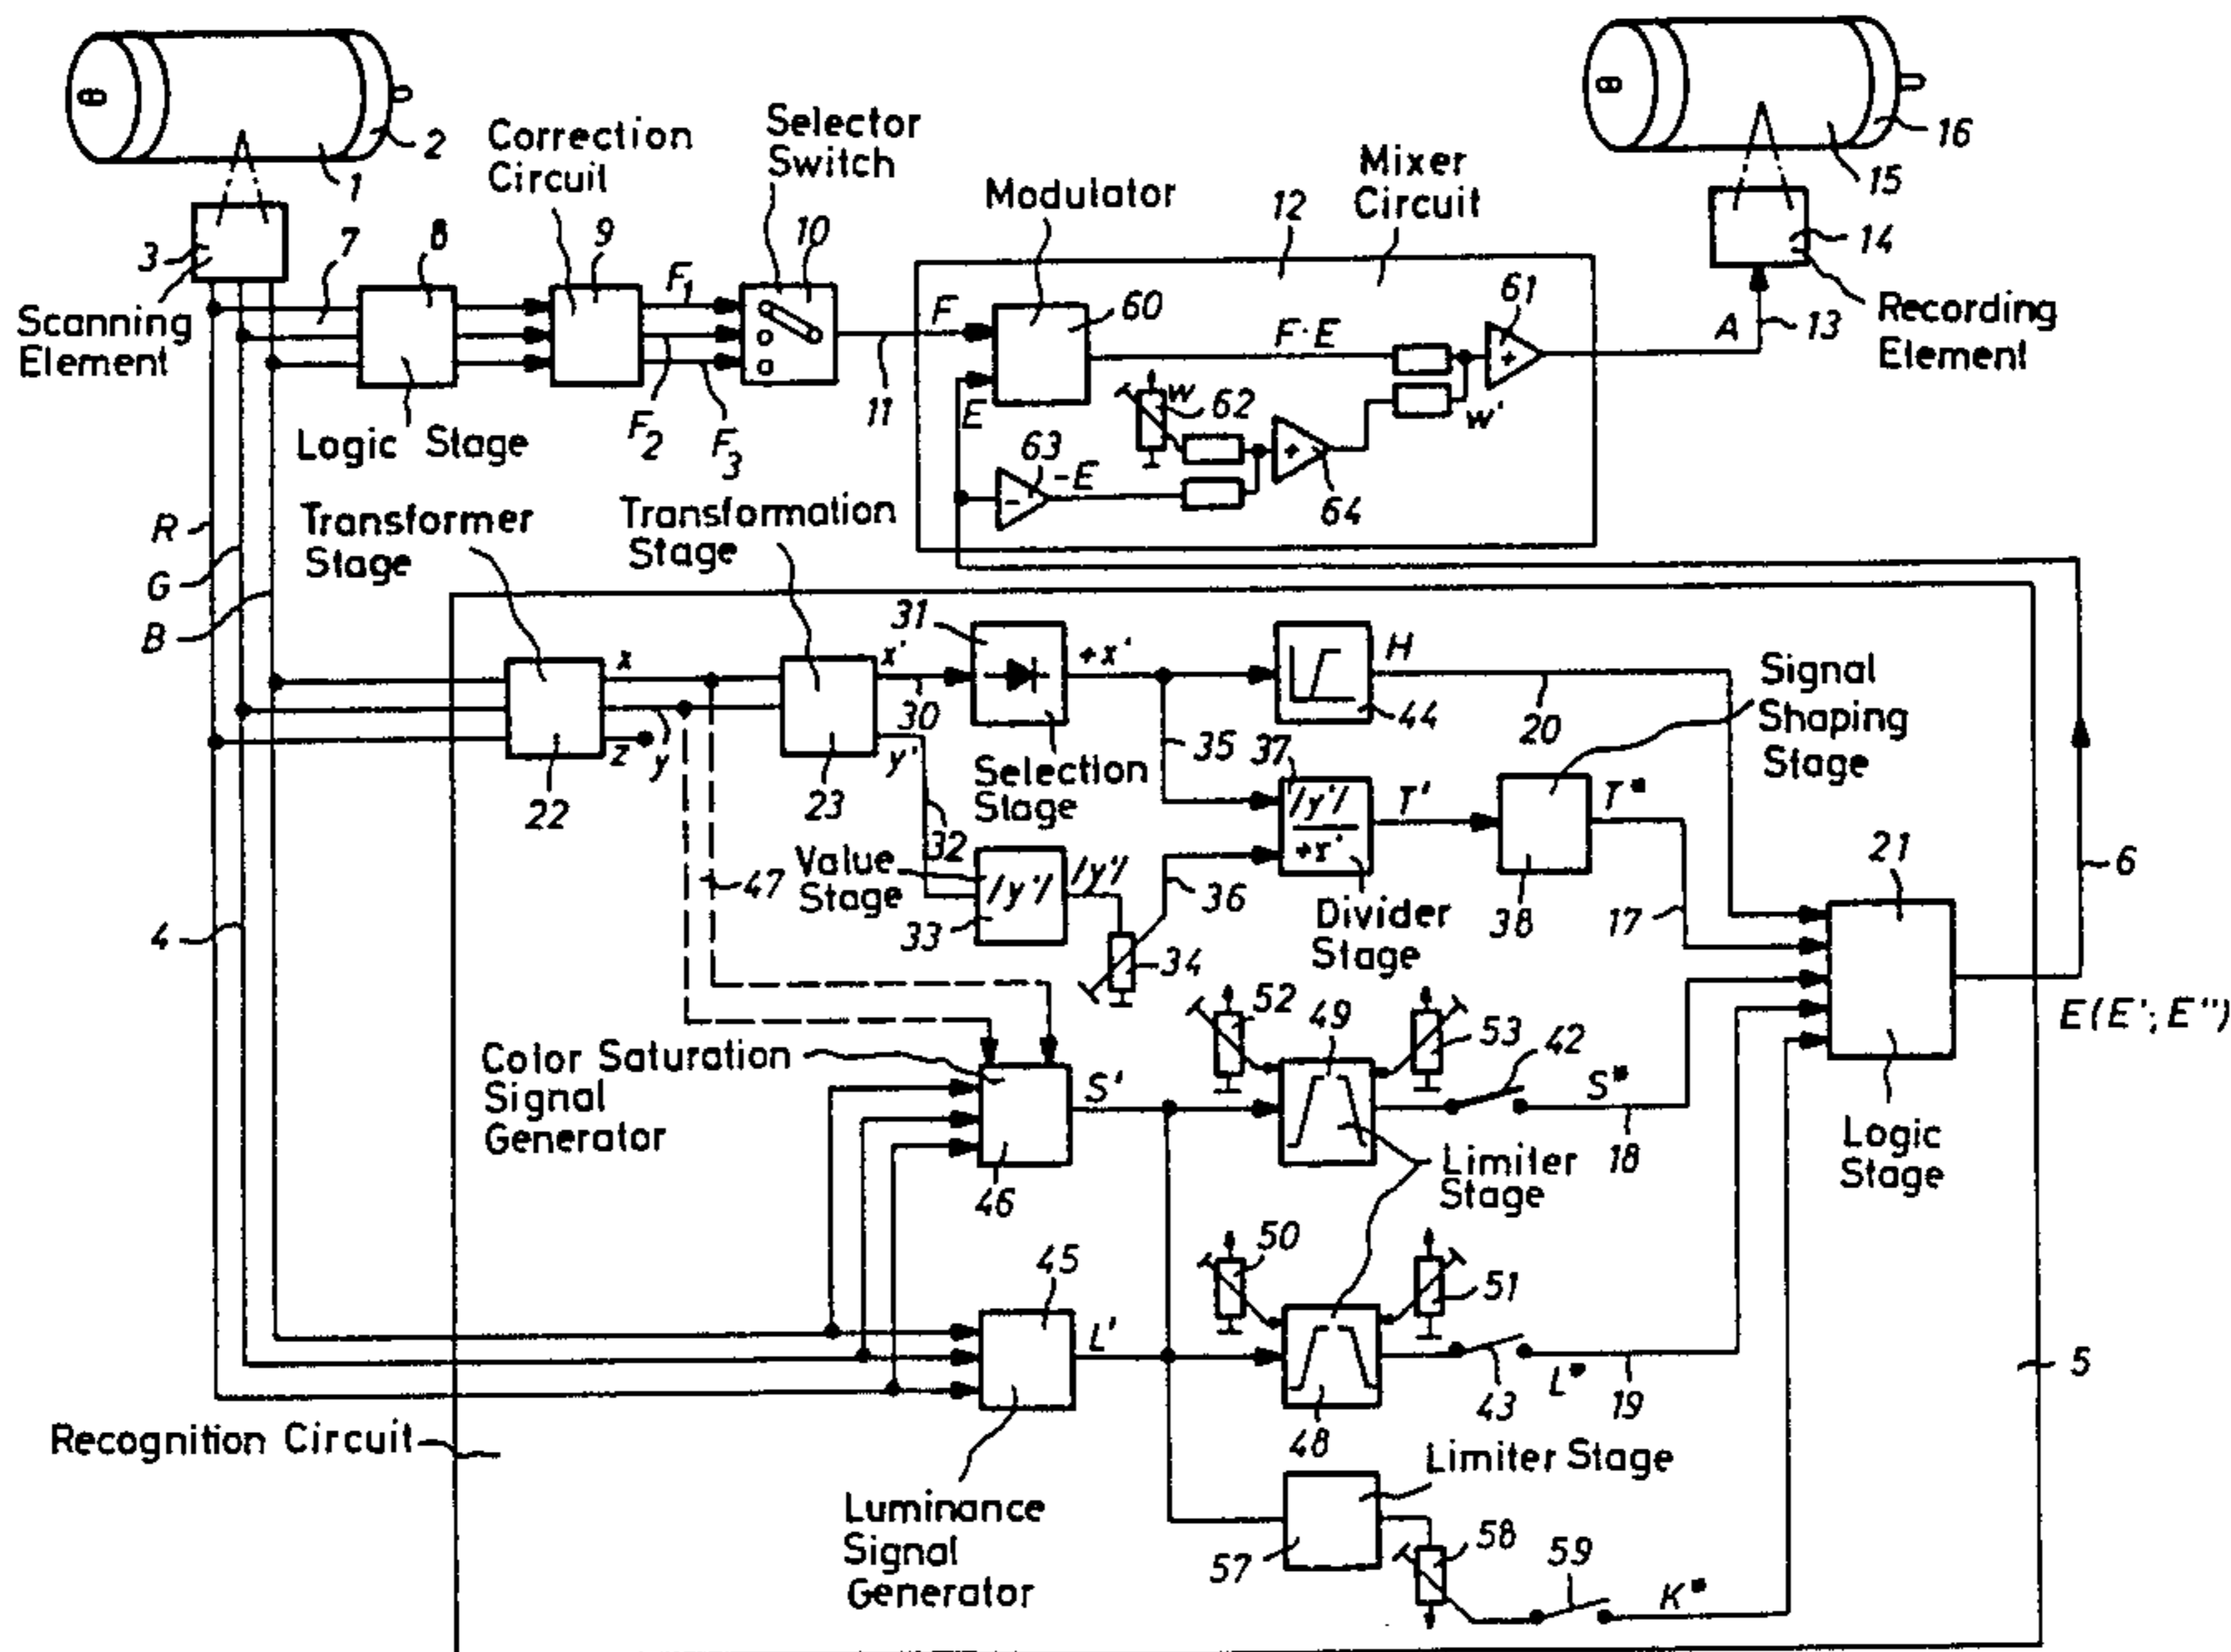 2
1
3
Scanning
Element
7
8
Logic Stage
Correction
Circuit
9
F1
F2
F3
Selector
Switch
10
11
Modulator
12
Mixer
Circuit
F
E
60
F·E
61
w
62
w'
63
-E
64
A
13
14
15
16
Recording
Element
R
G
B
4
Transformer
Stage
x
y
z
22
Transformation
Stage
x'
30
y'
23
32
31
+x'
Selection
Stage
H
44
20
35
37
/y'/
+x'
Divider
Stage
T'
Signal
Shaping
Stage
T*
38
17
Value
Stage
/y'/
33
/y'/
34
36
47
21
6
E(E'; E'')
Logic
Stage
Color Saturation
Signal
Generator
S'
46
52
49
53
42
S*
18
Limiter
Stage
50
51
45
L'
48
43
L*
19
5
Recognition Circuit
Luminance
Signal
Generator
Limiter Stage
57
58
59
K*